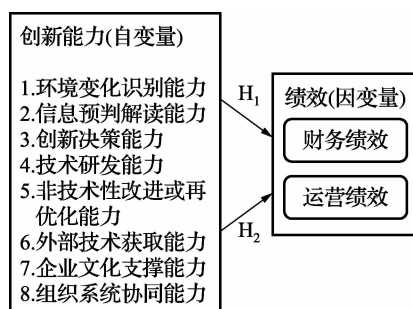 创新能力(自变量)
1.环境变化识别能力
2.信息预判解读能力
3.创新决策能力
4.技术研发能力
5.非技术性改进或再
优化能力
6.外部技术获取能力
7.企业文化支撑能力
8.组织系统协同能力
H1
H2
绩效(因变量)
财务绩效
运营绩效